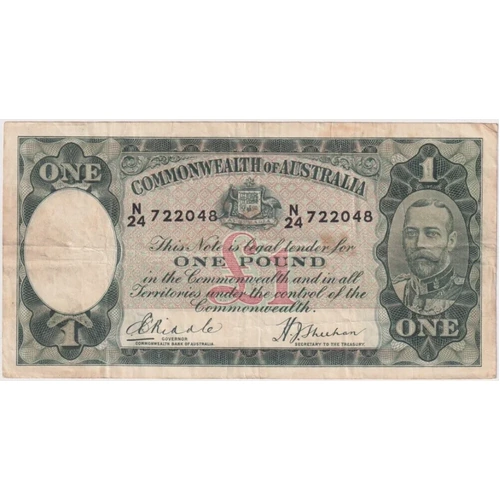 ONE
COMMONWEALTH OF AUSTRALIA
1
N/24 722048 N/24 722048
This Note is legal tender for
ONE POUND
in the Commonwealth and in all
Territories under the control of the
Commonwealth.
£1
E C Riddle
GOVERNOR
COMMONWEALTH BANK OF AUSTRALIA
H J Sheehan
SECRETARY TO THE TREASURY
1
ONE